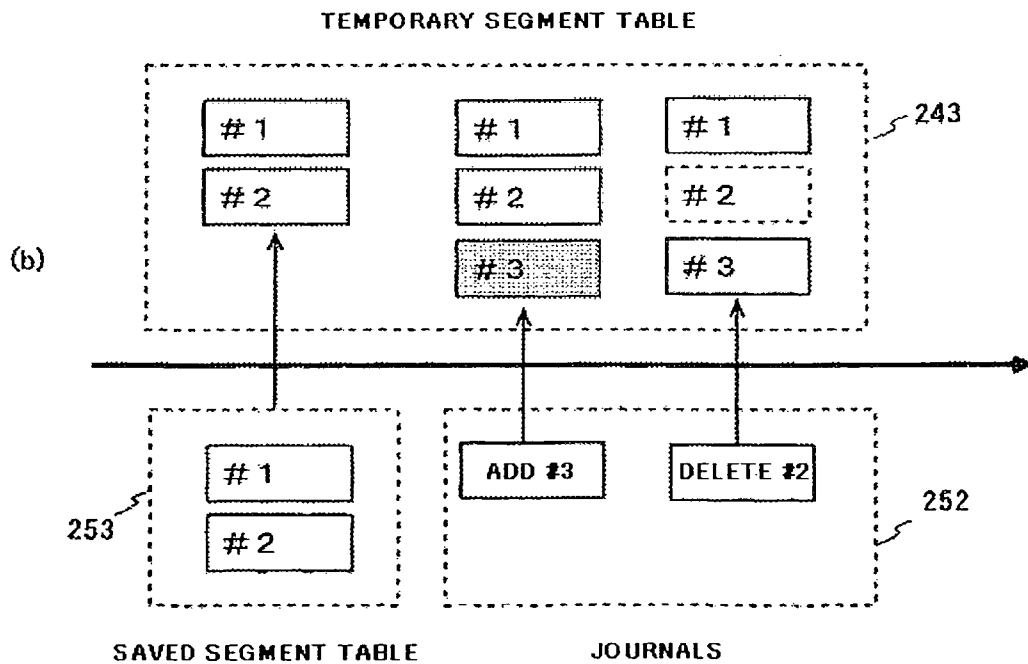 TEMPORARY SEGMENT TABLE
#1 #1 #1
243
#2 #2 #2
(b)
#3 #3
#1
ADD #3
DELETE #2
253
#2
252
SAVED SEGMENT TABLE
JOURNALS